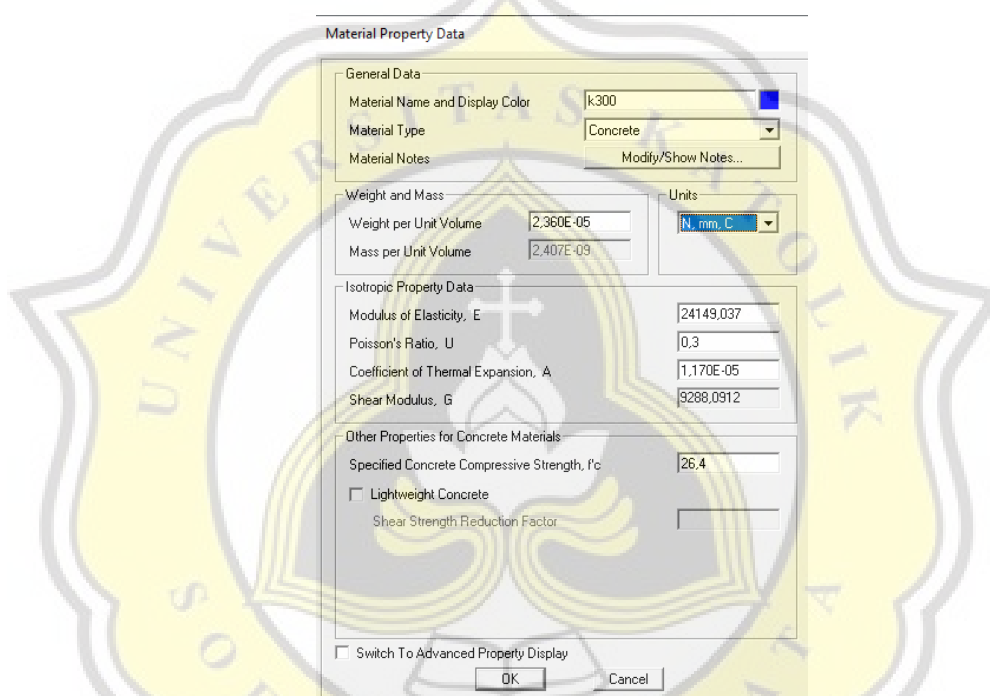 Material Property Data
General Data
Material Name and Display Color k300
Material Type Concrete
Material Notes Modify/Show Notes...
Weight and Mass
Weight per Unit Volume 2,360E-05
Mass per Unit Volume 2,407E-09
Units
N, mm, C
Isotropic Property Data
Modulus of Elasticity, E 24149,037
Poisson's Ratio, U 0,3
Coefficient of Thermal Expansion, A 1,170E-05
Shear Modulus, G 9288,0912
Other Properties for Concrete Materials
Specified Concrete Compressive Strength, f'c 26,4
Lightweight Concrete
Shear Strength Reduction Factor
Switch To Advanced Property Display
OK Cancel
UNIVERSITAS KATOLIK